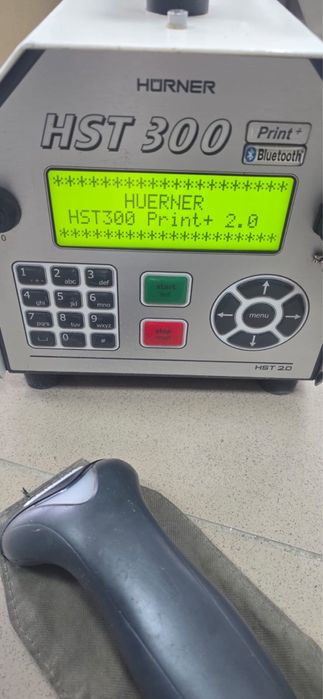 HÜRNER
HST 300
Print +
Bluetooth®
********************
HUERNER
HST300 Print+ 2.0
********************
1 2 abc 3 def
4 ghi 5 jkl 6 mno
7 pqrs 8 tuv 9 wxyz
0 #
start
stop
menu
HST 2.0
0